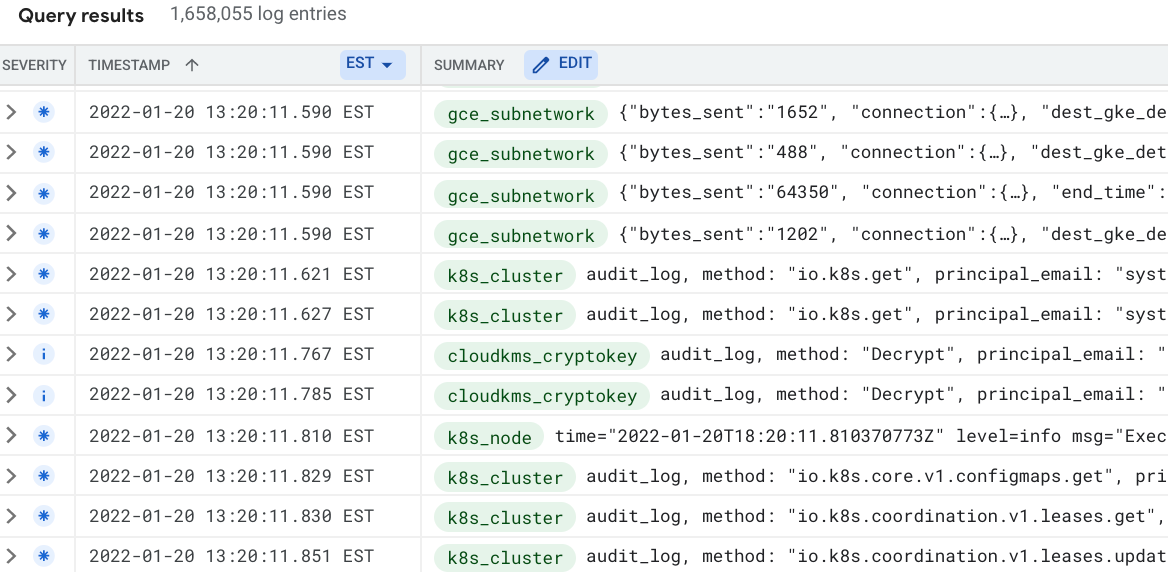 Query results 1,658,055 log entries
SEVERITY TIMESTAMP EST SUMMARY EDIT
2022-01-20 13:20:11.590 EST gce_subnetwork {"bytes_sent":"1652", "connection":{…}, "dest_gke_de
2022-01-20 13:20:11.590 EST gce_subnetwork {"bytes_sent":"488", "connection":{…}, "dest_gke_det
2022-01-20 13:20:11.590 EST gce_subnetwork {"bytes_sent":"64350", "connection":{…}, "end_time":
2022-01-20 13:20:11.590 EST gce_subnetwork {"bytes_sent":"1202", "connection":{…}, "dest_gke_de
2022-01-20 13:20:11.621 EST k8s_cluster audit_log, method: "io.k8s.get", principal_email: "syst
2022-01-20 13:20:11.627 EST k8s_cluster audit_log, method: "io.k8s.get", principal_email: "syst
2022-01-20 13:20:11.767 EST cloudkms_cryptokey audit_log, method: "Decrypt", principal_email: "
2022-01-20 13:20:11.785 EST cloudkms_cryptokey audit_log, method: "Decrypt", principal_email: "
2022-01-20 13:20:11.810 EST k8s_node time="2022-01-20T18:20:11.810370773Z" level=info msg="Exec
2022-01-20 13:20:11.829 EST k8s_cluster audit_log, method: "io.k8s.core.v1.configmaps.get", pri
2022-01-20 13:20:11.830 EST k8s_cluster audit_log, method: "io.k8s.coordination.v1.leases.get",
2022-01-20 13:20:11.851 EST k8s_cluster audit_log, method: "io.k8s.coordination.v1.leases.updat